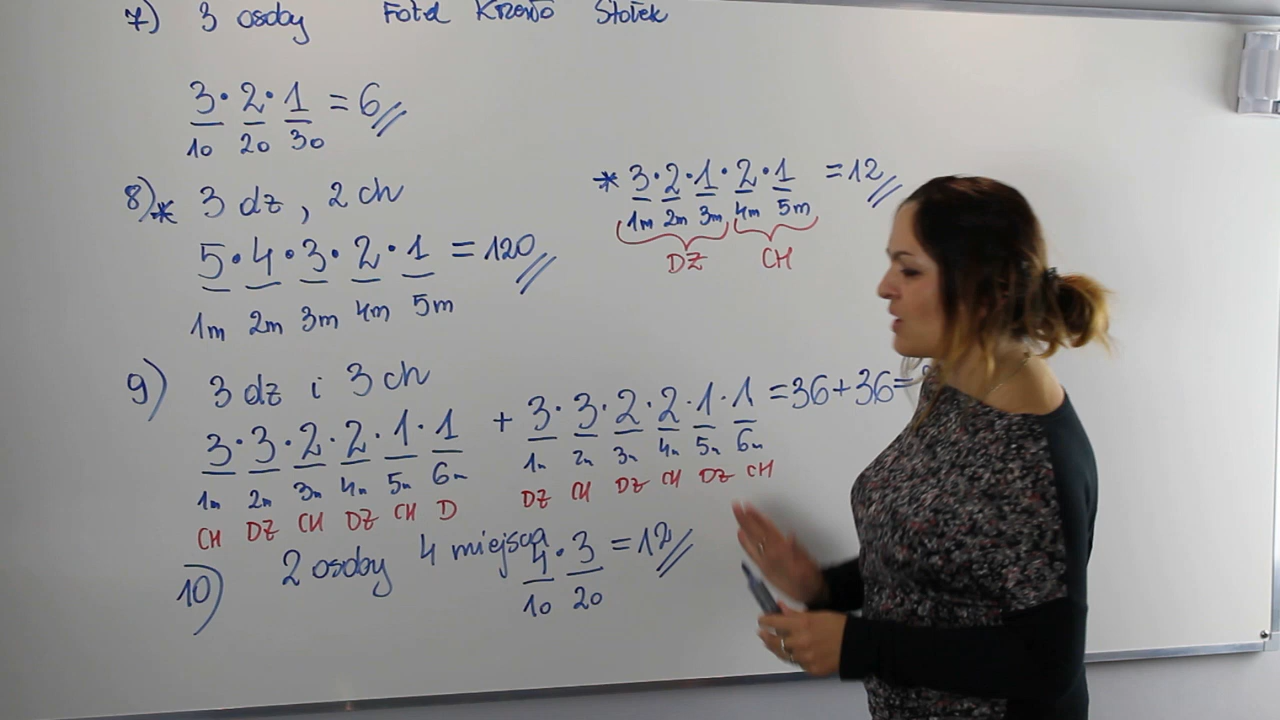 7) 3 osoby Fotel Krzesło Stołek
3·2·1 = 6
1o 2o 3o
8)* 3 dz, 2 ch
5·4·3·2·1 = 120
1m 2m 3m 4m 5m
* 3·2·1·2·1 = 12
1m 2m 3m 4m 5m
DZ CH
9) 3 dz i 3 ch
3·3·2·2·1·1 + 3·3·2·2·1·1 = 36 + 36 =
1m 2m 3m 4m 5m 6m 1m 2m 3m 4m 5m 6m
CH DZ CH DZ CH D DZ CH DZ CH DZ CH
10) 2 osoby 4 miejsca 4·3 = 12
1o 2o